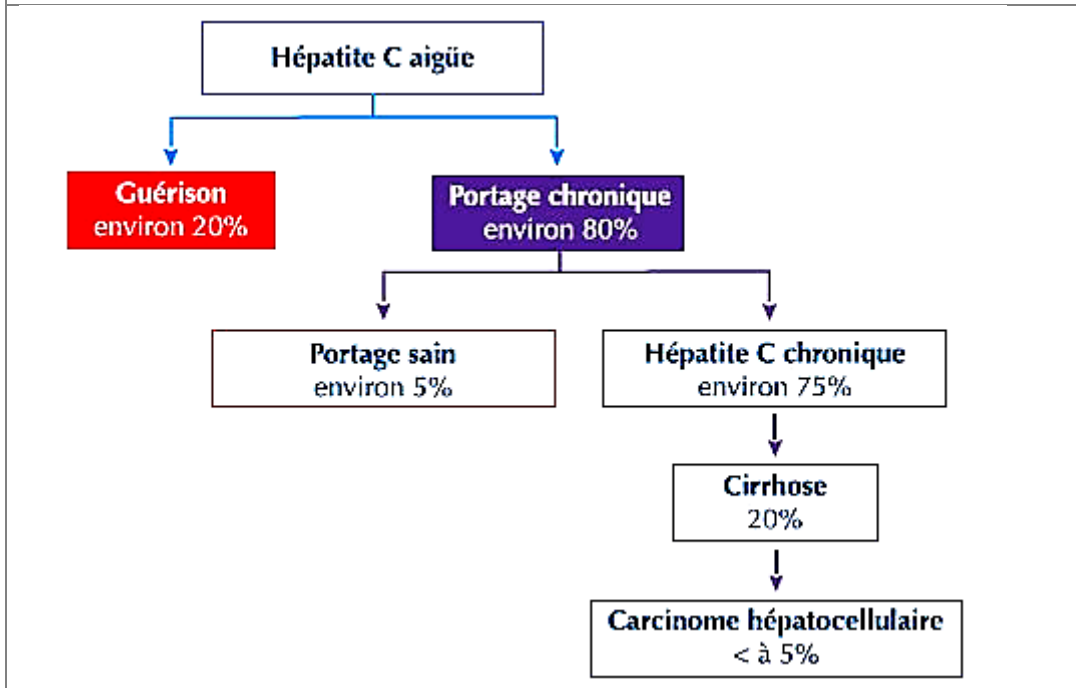 Hépatite C aigüe
Guérison
environ 20%
Portage chronique
environ 80%
Portage sain
environ 5%
Hépatite C chronique
environ 75%
Cirrhose
20%
Carcinome hépatocellulaire
< à 5%